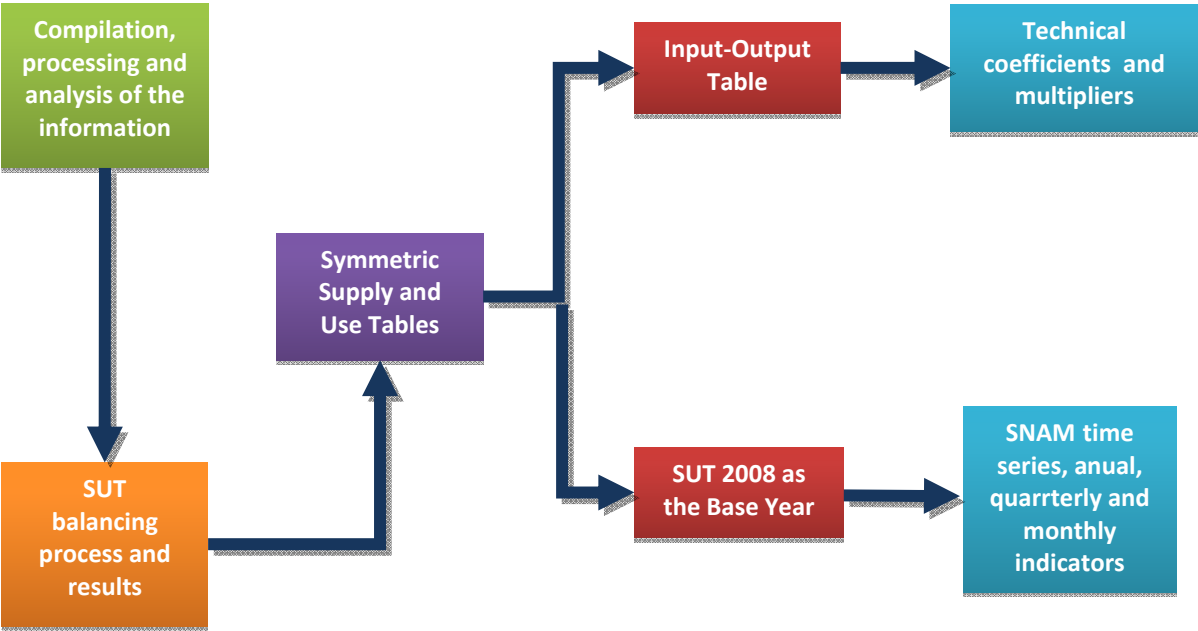 Compilation,
processing and
analysis of the
information
SUT
balancing
process and
results
Symmetric
Supply and
Use Tables
Input-Output
Table
Technical
coefficients and
multipliers
SUT 2008 as
the Base Year
SNAM time
series, anual,
quarrterly and
monthly
indicators